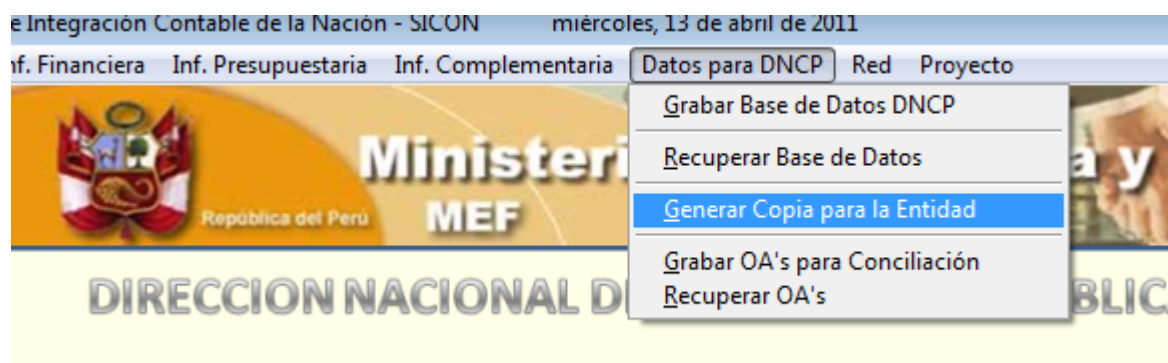 e Integración Contable de la Nación - SICON miércoles, 13 de abril de 2011
nf. Financiera Inf. Presupuestaria Inf. Complementaria Datos para DNCP Red Proyecto
Grabar Base de Datos DNCP
Recuperar Base de Datos
Generar Copia para la Entidad
Grabar OA's para Conciliación
Recuperar OA's
Ministeri a y
República del Perú MEF
DIRECCION NACIONAL D BLIC